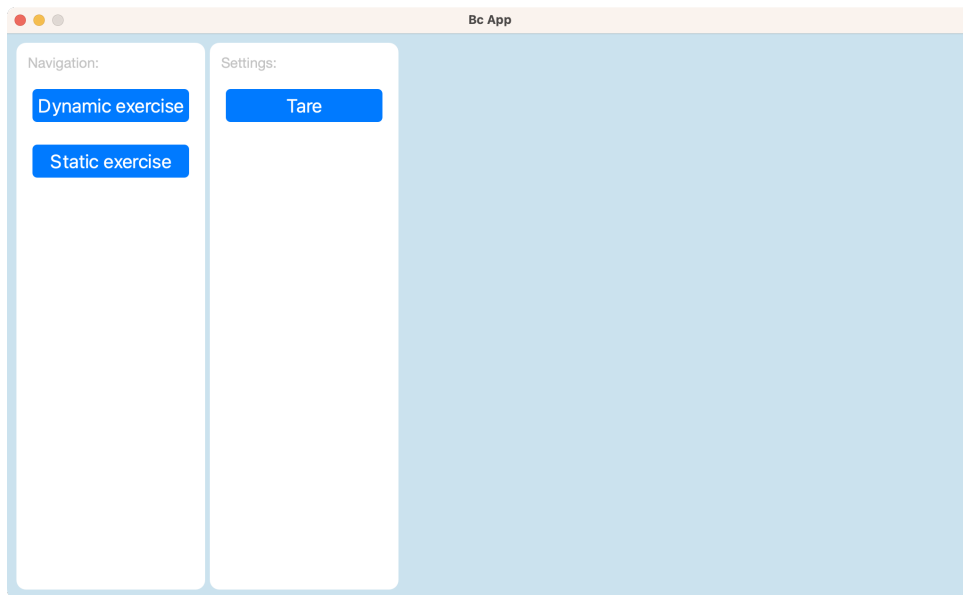 Bc App
Navigation:
Dynamic exercise
Static exercise
Settings:
Tare